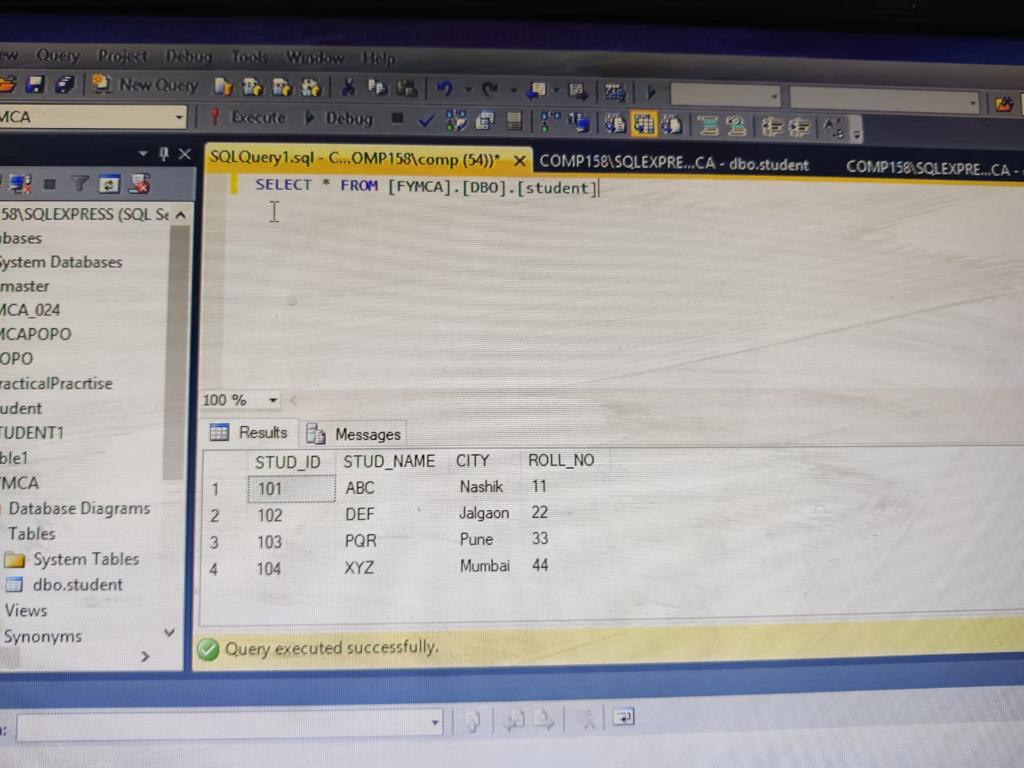 ew Query Project Debug Tools Window Help
New Query
MCA Execute Debug
SQLQuery1.sql - C...OMP158\comp (54))* COMP158\SQLEXPRE...CA - dbo.student COMP158\SQLEXPRE...CA -
SELECT * FROM [FYMCA].[DBO].[student]
58\SQLEXPRESS (SQL Se
bases
ystem Databases
master
MCA_024
MCAPOPO
OPO
racticalPracrtise
udent
TUDENT1
ble1
MCA
Database Diagrams
Tables
System Tables
dbo.student
Views
Synonyms
100 %
Results Messages
STUD_ID STUD_NAME CITY ROLL_NO
1 101 ABC Nashik 11
2 102 DEF Jalgaon 22
3 103 PQR Pune 33
4 104 XYZ Mumbai 44
Query executed successfully.